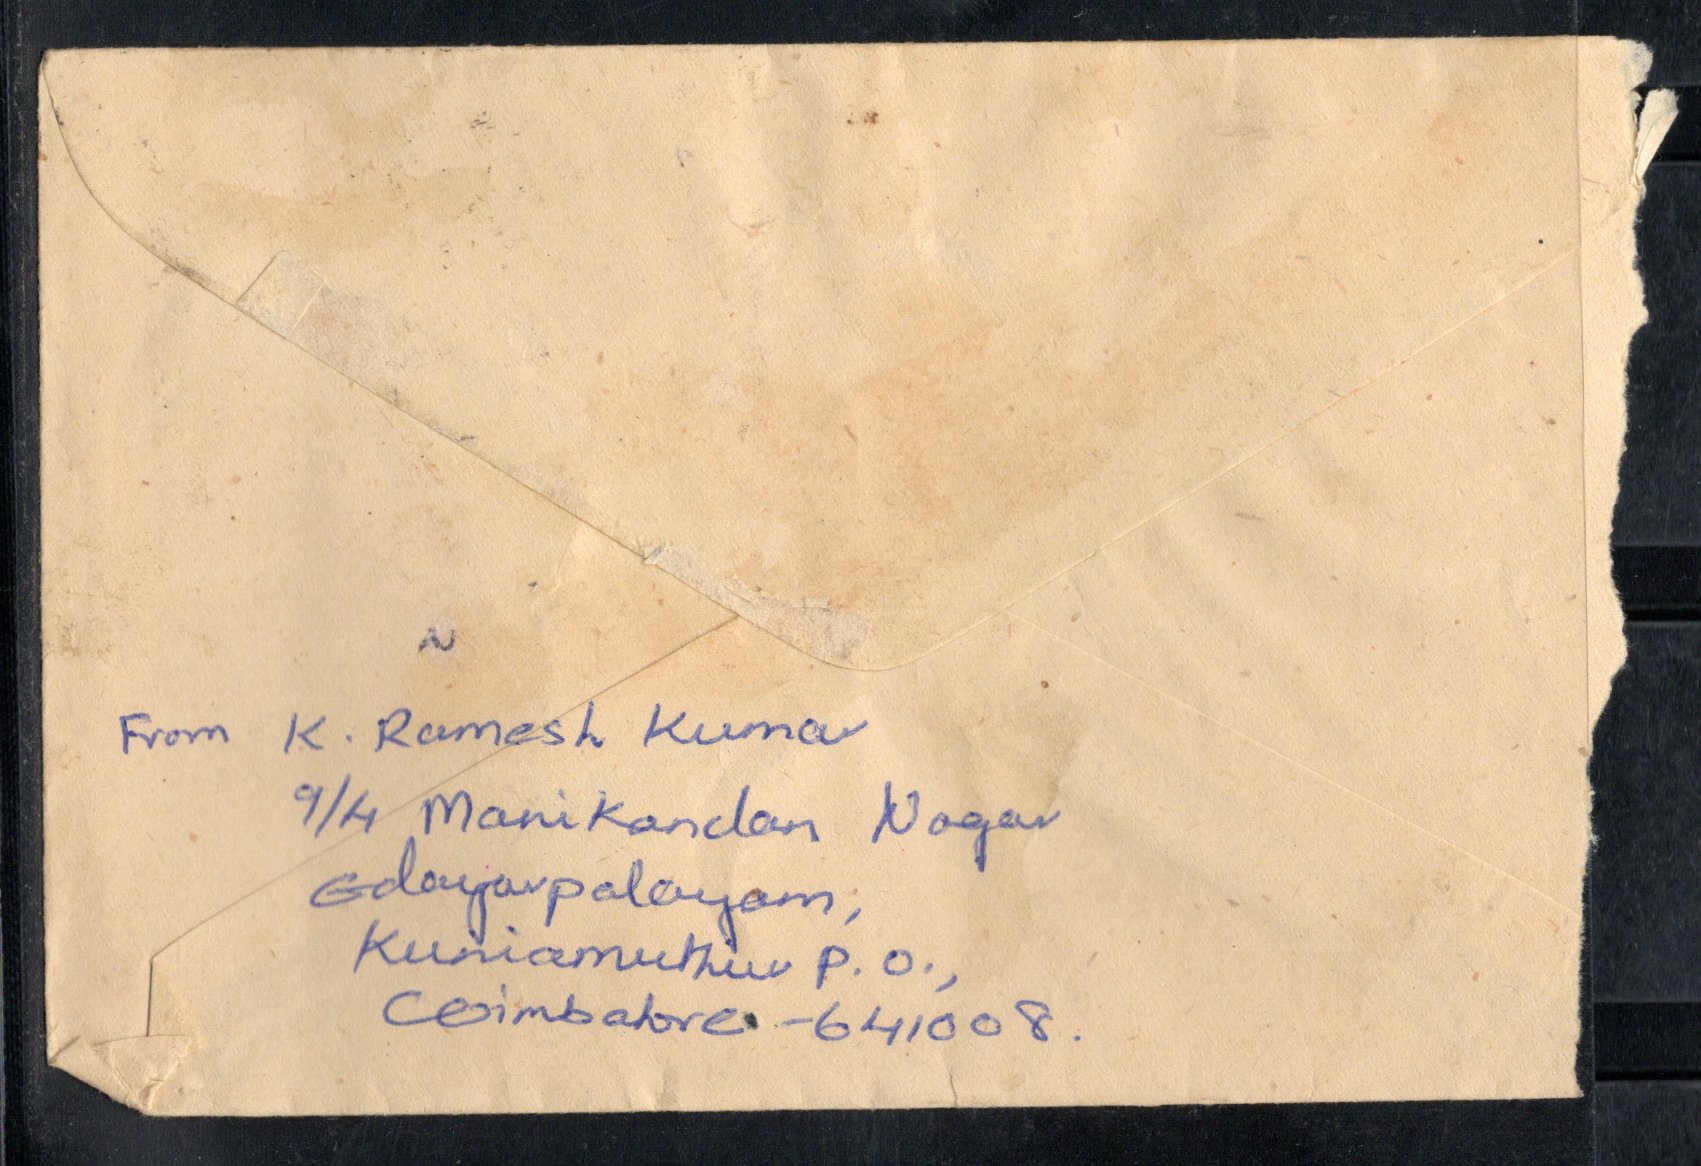 From K. Ramesh Kumar
9/4 Manikandan Nagar
Edayarpalayam,
Kuniamuthur P.O.,
Coimbatore - 641008.